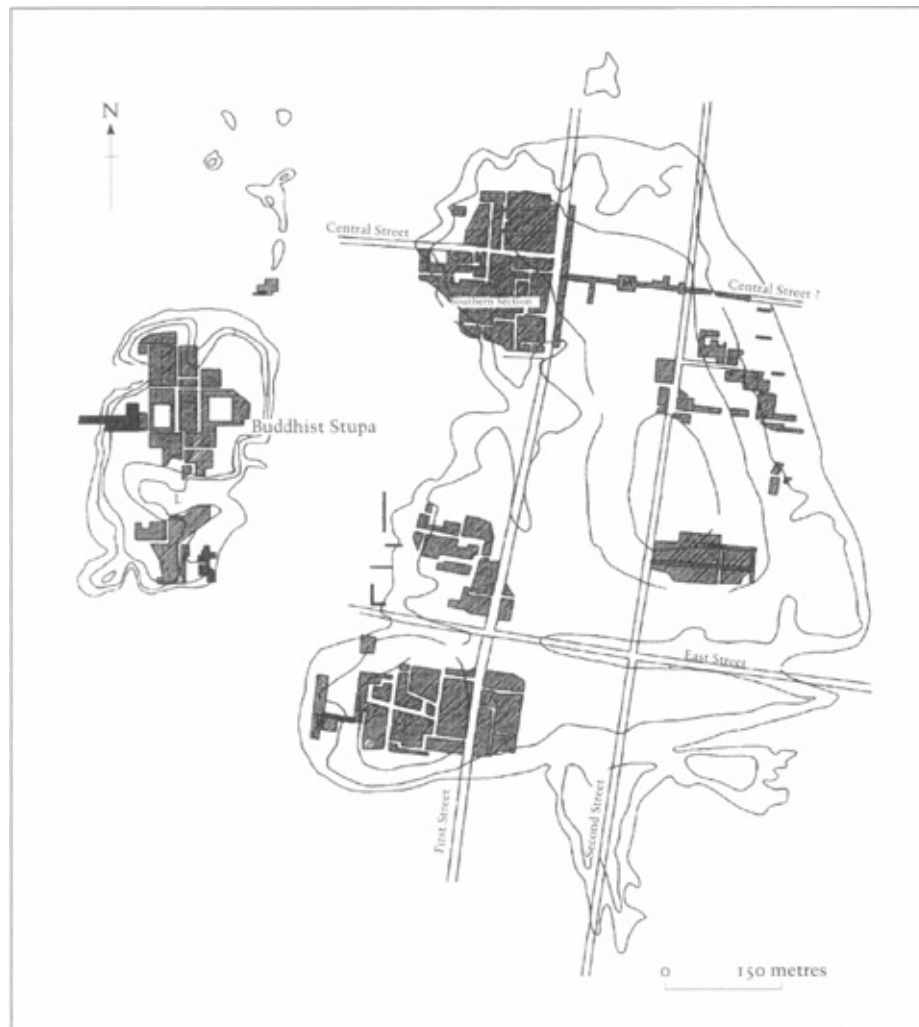 N
Central Street
Southern Section
Central Street ?
Buddhist Stupa
L
East Street
First Street
Second Street
0 150 metres